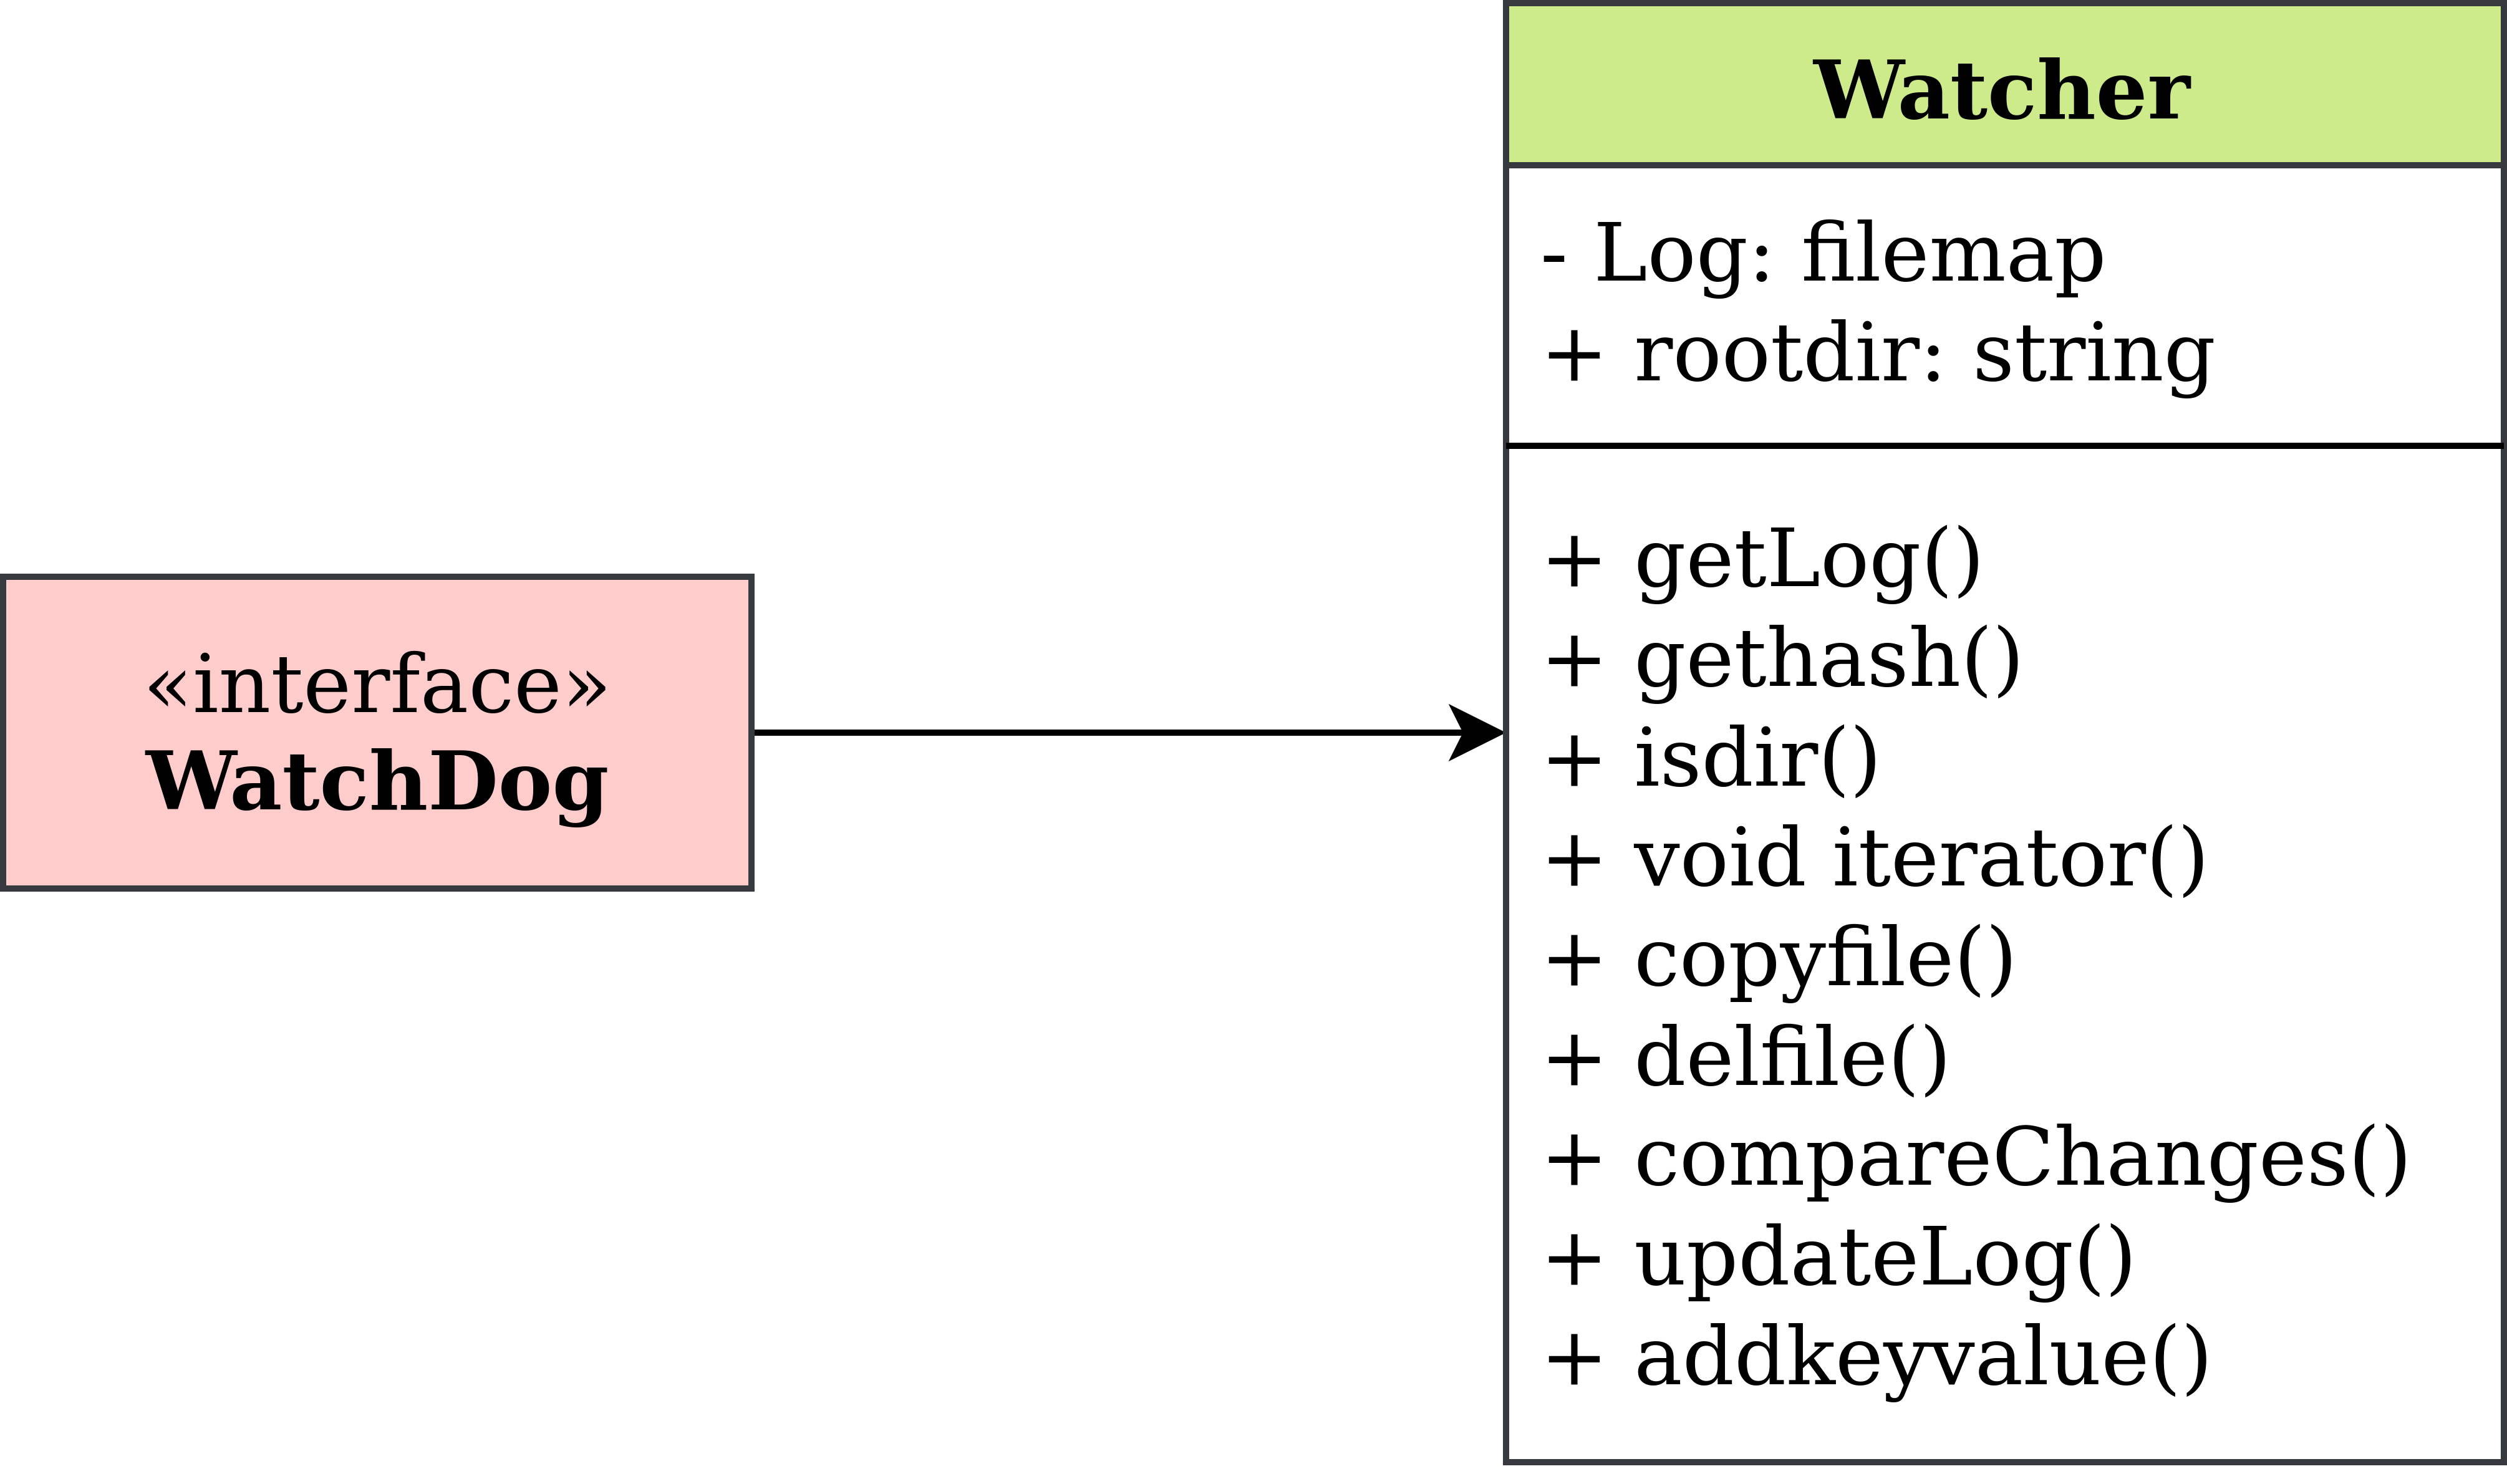 Watcher
- Log: filemap
+ rootdir: string
+ getLog()
+ gethash()
+ isdir()
+ void iterator()
+ copyfile()
+ delfile()
+ compareChanges()
+ updateLog()
+ addkeyvalue()
«interface»
WatchDog